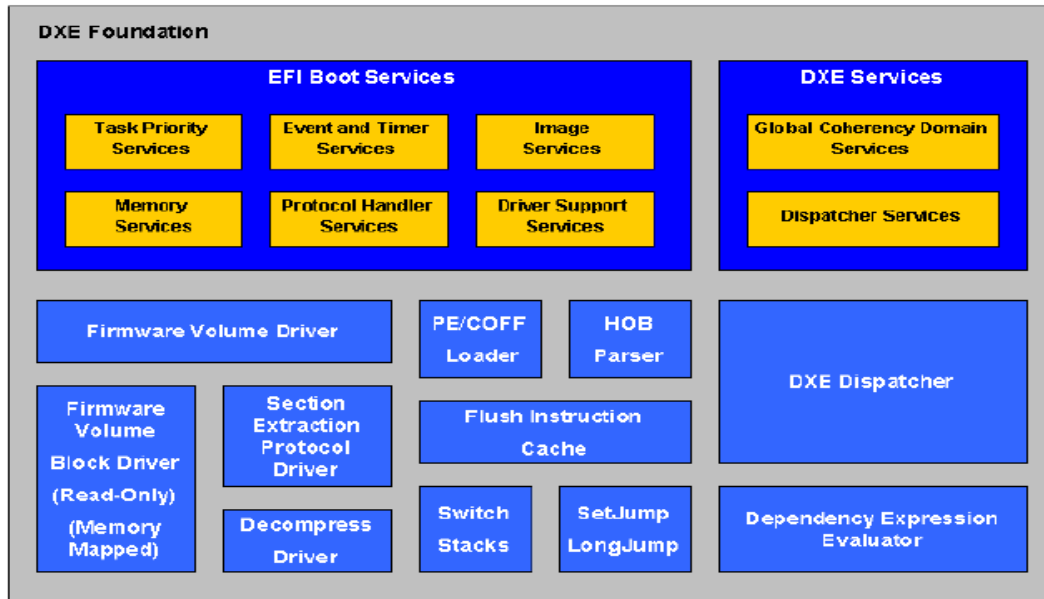 DXE Foundation
EFI Boot Services
DXE Services
Task Priority
Services
Event and Timer
Services
Image
Services
Global Coherency Domain
Services
Memory
Services
Protocol Handler
Services
Driver Support
Services
Dispatcher Services
Firmware Volume Driver
PE/COFF
Loader
HOB
Parser
DXE Dispatcher
Firmware
Volume
Block Driver
(Read-Only)
(Memory
Mapped)
Section
Extraction
Protocol
Driver
Flush Instruction
Cache
Decompress
Driver
Switch
Stacks
SetJump
LongJump
Dependency Expression
Evaluator